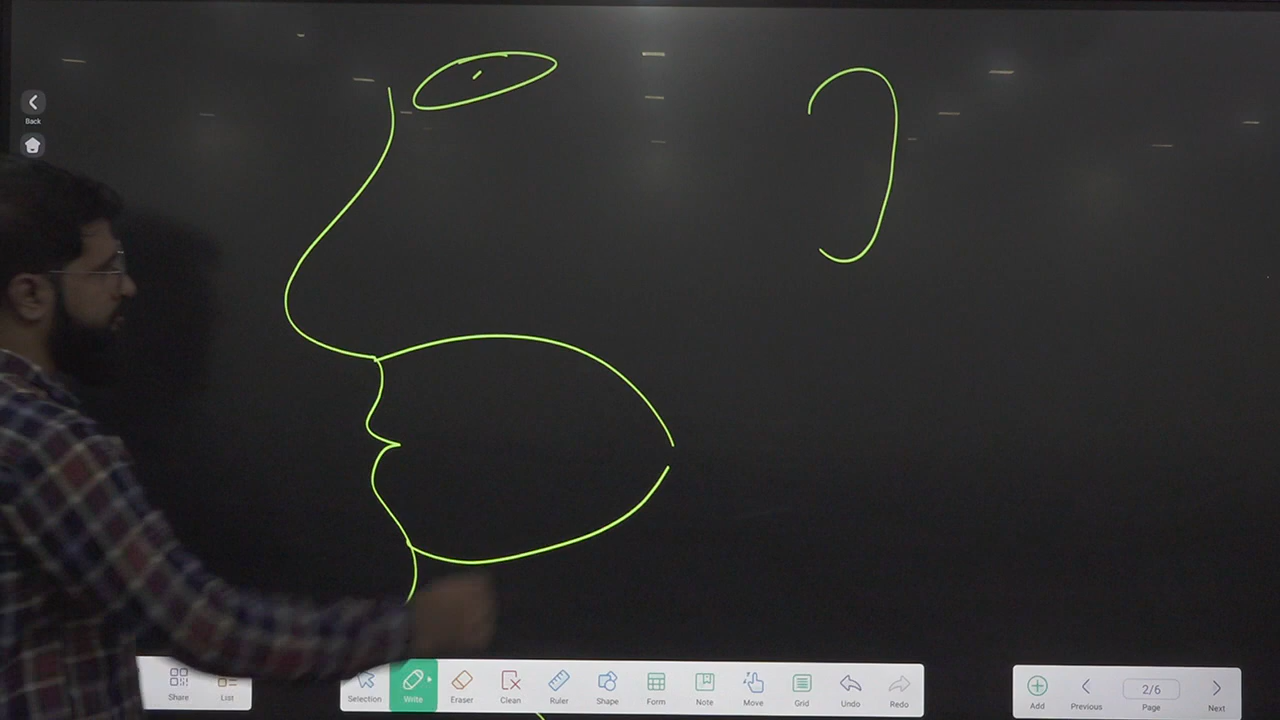 Back
Share
List
Selection
Write
Eraser
Clean
Ruler
Shape
Form
Note
Move
Grid
Undo
Redo
Add
Previous
2/6
Page
Next